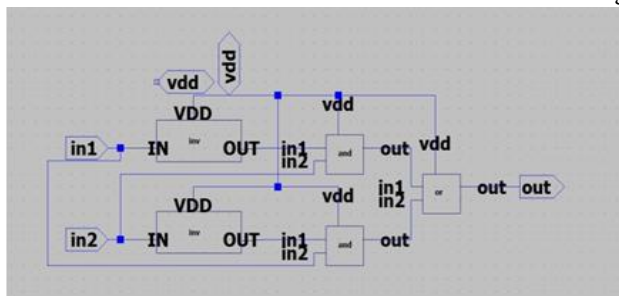 vdd
vdd
VDD
vdd
in1
IN
inv
OUT
in1
in2
and
out
vdd
in1
in2
or
out
out
VDD
vdd
in2
IN
inv
OUT
in1
in2
and
out